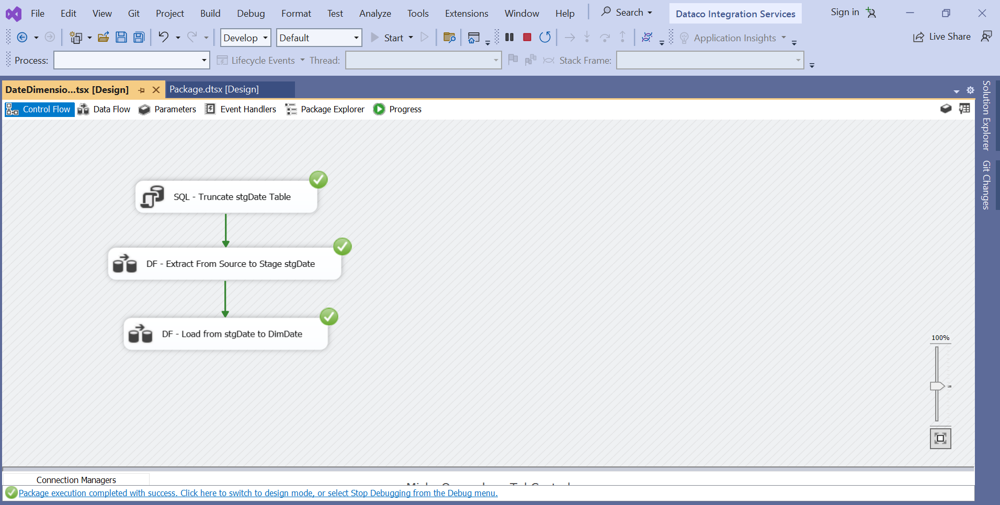 File Edit View Git Project Build Debug Format Test Analyze Tools Extensions Window Help Search Dataco Integration Services Sign in
Develop Default Start Application Insights Live Share
Process: Lifecycle Events Thread: Stack Frame:
DateDimensio...tsx [Design] Package.dtsx [Design]
Control Flow Data Flow Parameters Event Handlers Package Explorer Progress
Solution Explorer
Git Changes
SQL - Truncate stgDate Table
DF - Extract From Source to Stage stgDate
DF - Load from stgDate to DimDate
100%
Connection Managers
Package execution completed with success. Click here to switch to design mode, or select Stop Debugging from the Debug menu.